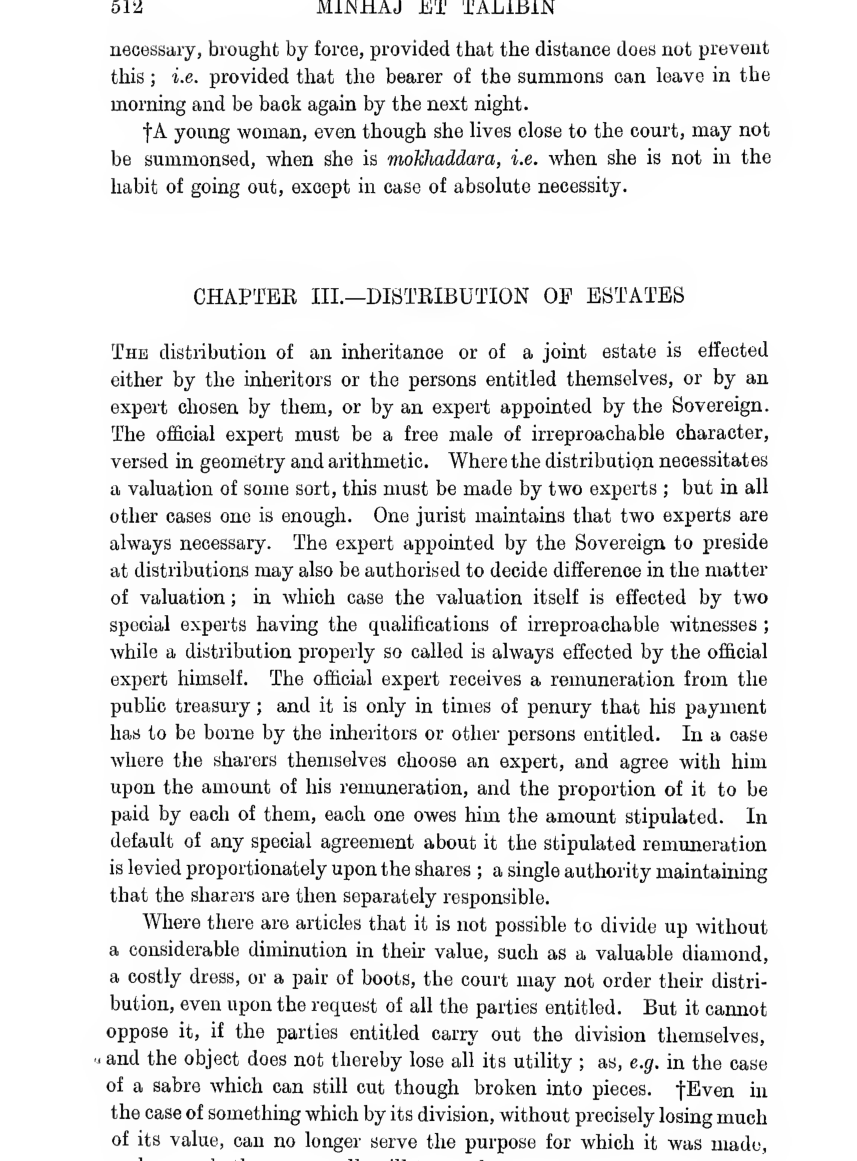 512 MINHAJ ET TALIBIN
necessary, brought by force, provided that the distance does not prevent
this ; i.e. provided that the bearer of the summons can leave in the
morning and be back again by the next night.
†A young woman, even though she lives close to the court, may not
be summonsed, when she is mokhaddara, i.e. when she is not in the
habit of going out, except in case of absolute necessity.
CHAPTER III.—DISTRIBUTION OF ESTATES
THE distribution of an inheritance or of a joint estate is effected
either by the inheritors or the persons entitled themselves, or by an
expert chosen by them, or by an expert appointed by the Sovereign.
The official expert must be a free male of irreproachable character,
versed in geometry and arithmetic. Where the distribution necessitates
a valuation of some sort, this must be made by two experts ; but in all
other cases one is enough. One jurist maintains that two experts are
always necessary. The expert appointed by the Sovereign to preside
at distributions may also be authorised to decide difference in the matter
of valuation ; in which case the valuation itself is effected by two
special experts having the qualifications of irreproachable witnesses ;
while a distribution properly so called is always effected by the official
expert himself. The official expert receives a remuneration from the
public treasury ; and it is only in times of penury that his payment
has to be borne by the inheritors or other persons entitled. In a case
where the sharers themselves choose an expert, and agree with him
upon the amount of his remuneration, and the proportion of it to be
paid by each of them, each one owes him the amount stipulated. In
default of any special agreement about it the stipulated remuneration
is levied proportionately upon the shares ; a single authority maintaining
that the sharers are then separately responsible.
Where there are articles that it is not possible to divide up without
a considerable diminution in their value, such as a valuable diamond,
a costly dress, or a pair of boots, the court may not order their distri-
bution, even upon the request of all the parties entitled. But it cannot
oppose it, if the parties entitled carry out the division themselves,
and the object does not thereby lose all its utility ; as, e.g. in the case
of a sabre which can still cut though broken into pieces. †Even in
the case of something which by its division, without precisely losing much
of its value, can no longer serve the purpose for which it was made,